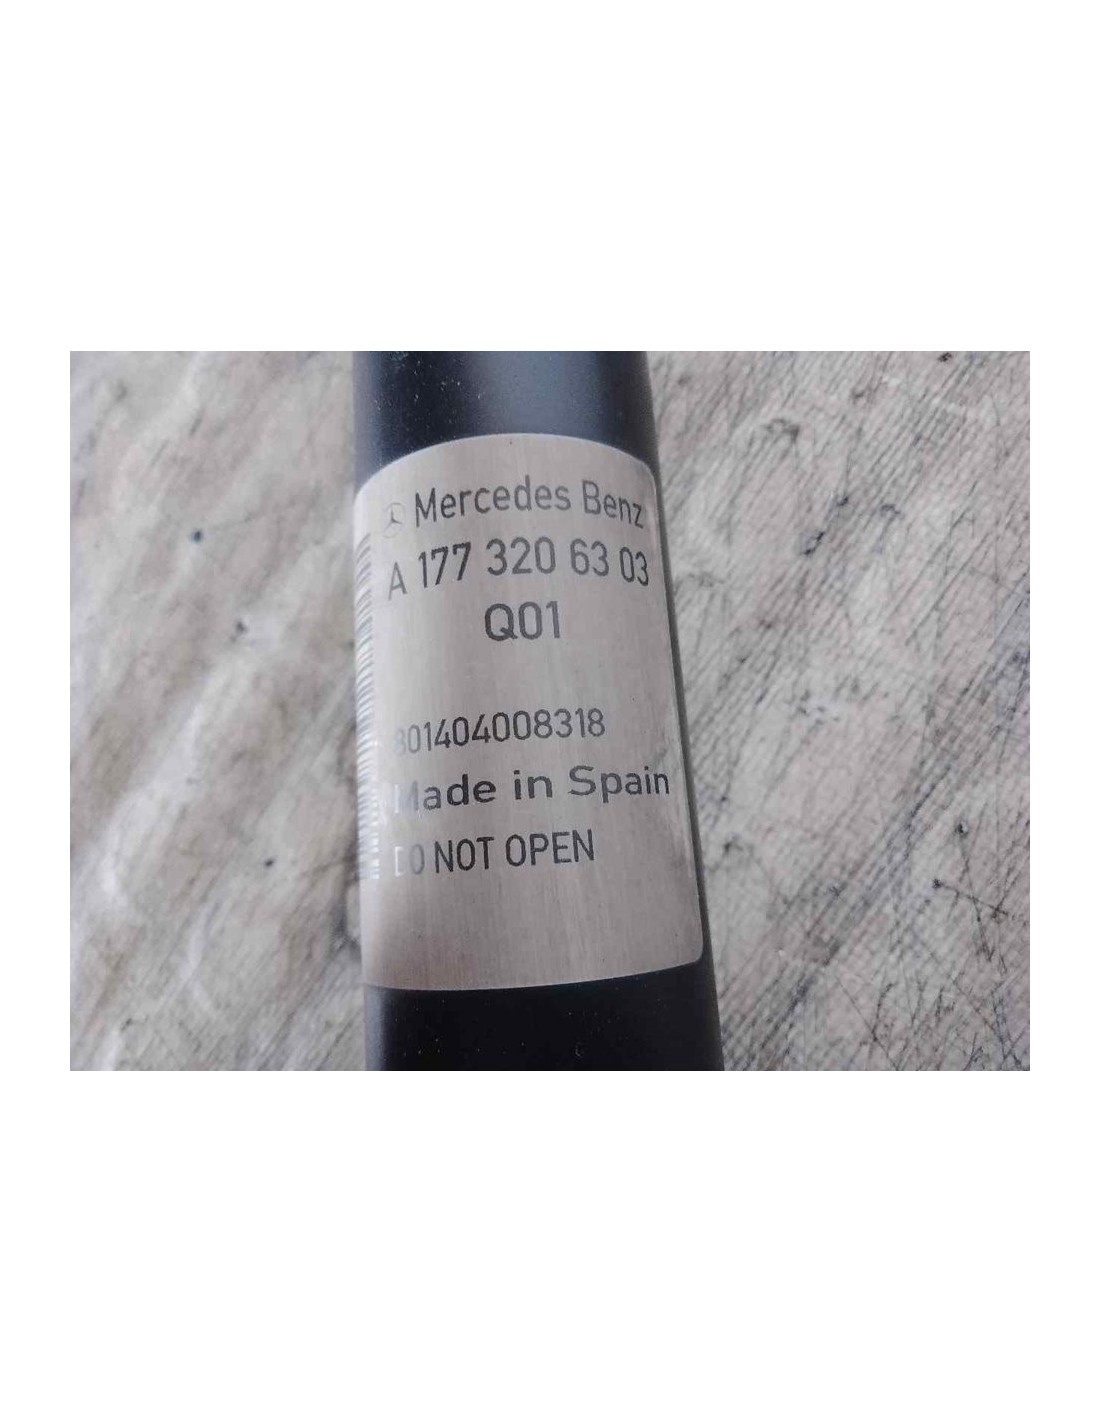 Mercedes Benz
A 177 320 63 03
Q01
801404008318
Made in Spain
DO NOT OPEN